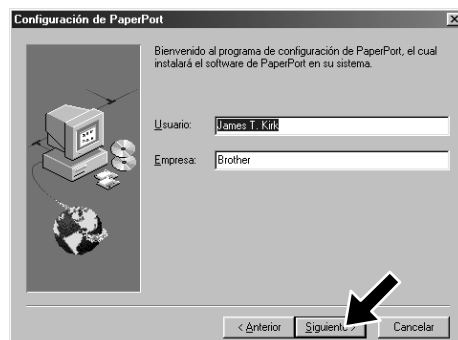 Configuración de PaperPort
Bienvenido al programa de configuración de PaperPort, el cual
instalará el software de PaperPort en su sistema.
Usuario: James T. Kirk
Empresa: Brother
< Anterior Siguiente > Cancelar